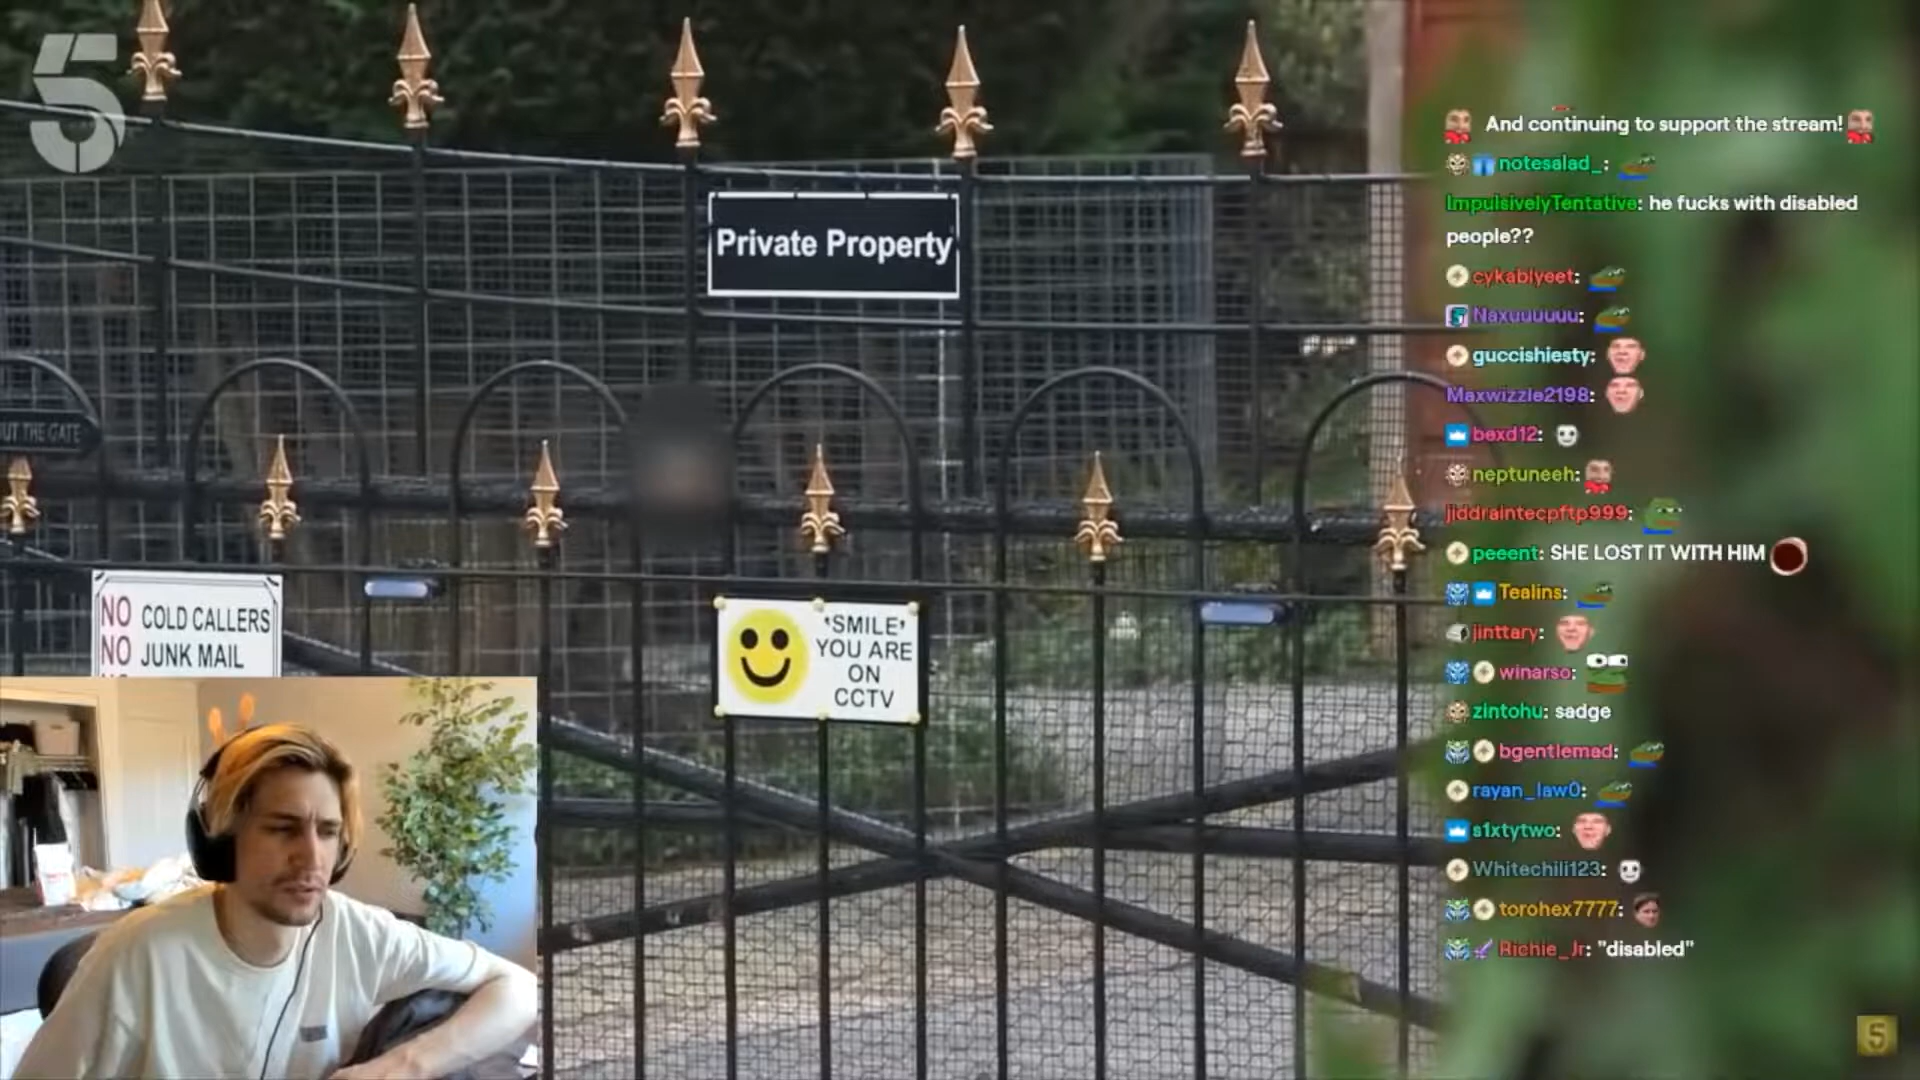 5
Private Property
UT THE GATE
NO COLD CALLERS
NO JUNK MAIL
'SMILE'
YOU ARE
ON
CCTV
And continuing to support the stream!
notesalad_:
ImpulsivelyTentative: he fucks with disabled
people??
cykablyeet:
Naxuuuuuu:
guccishiesty:
Maxwizzle2198:
bexd12:
neptuneeh:
jiddraintecpftp999:
peeent: SHE LOST IT WITH HIM
Tealins:
jinttary:
winarso:
zintohu: sadge
bgentlemad:
rayan_law0:
s1xtytwo:
Whitechili123:
torohex7777:
Richie_Jr: "disabled"
5